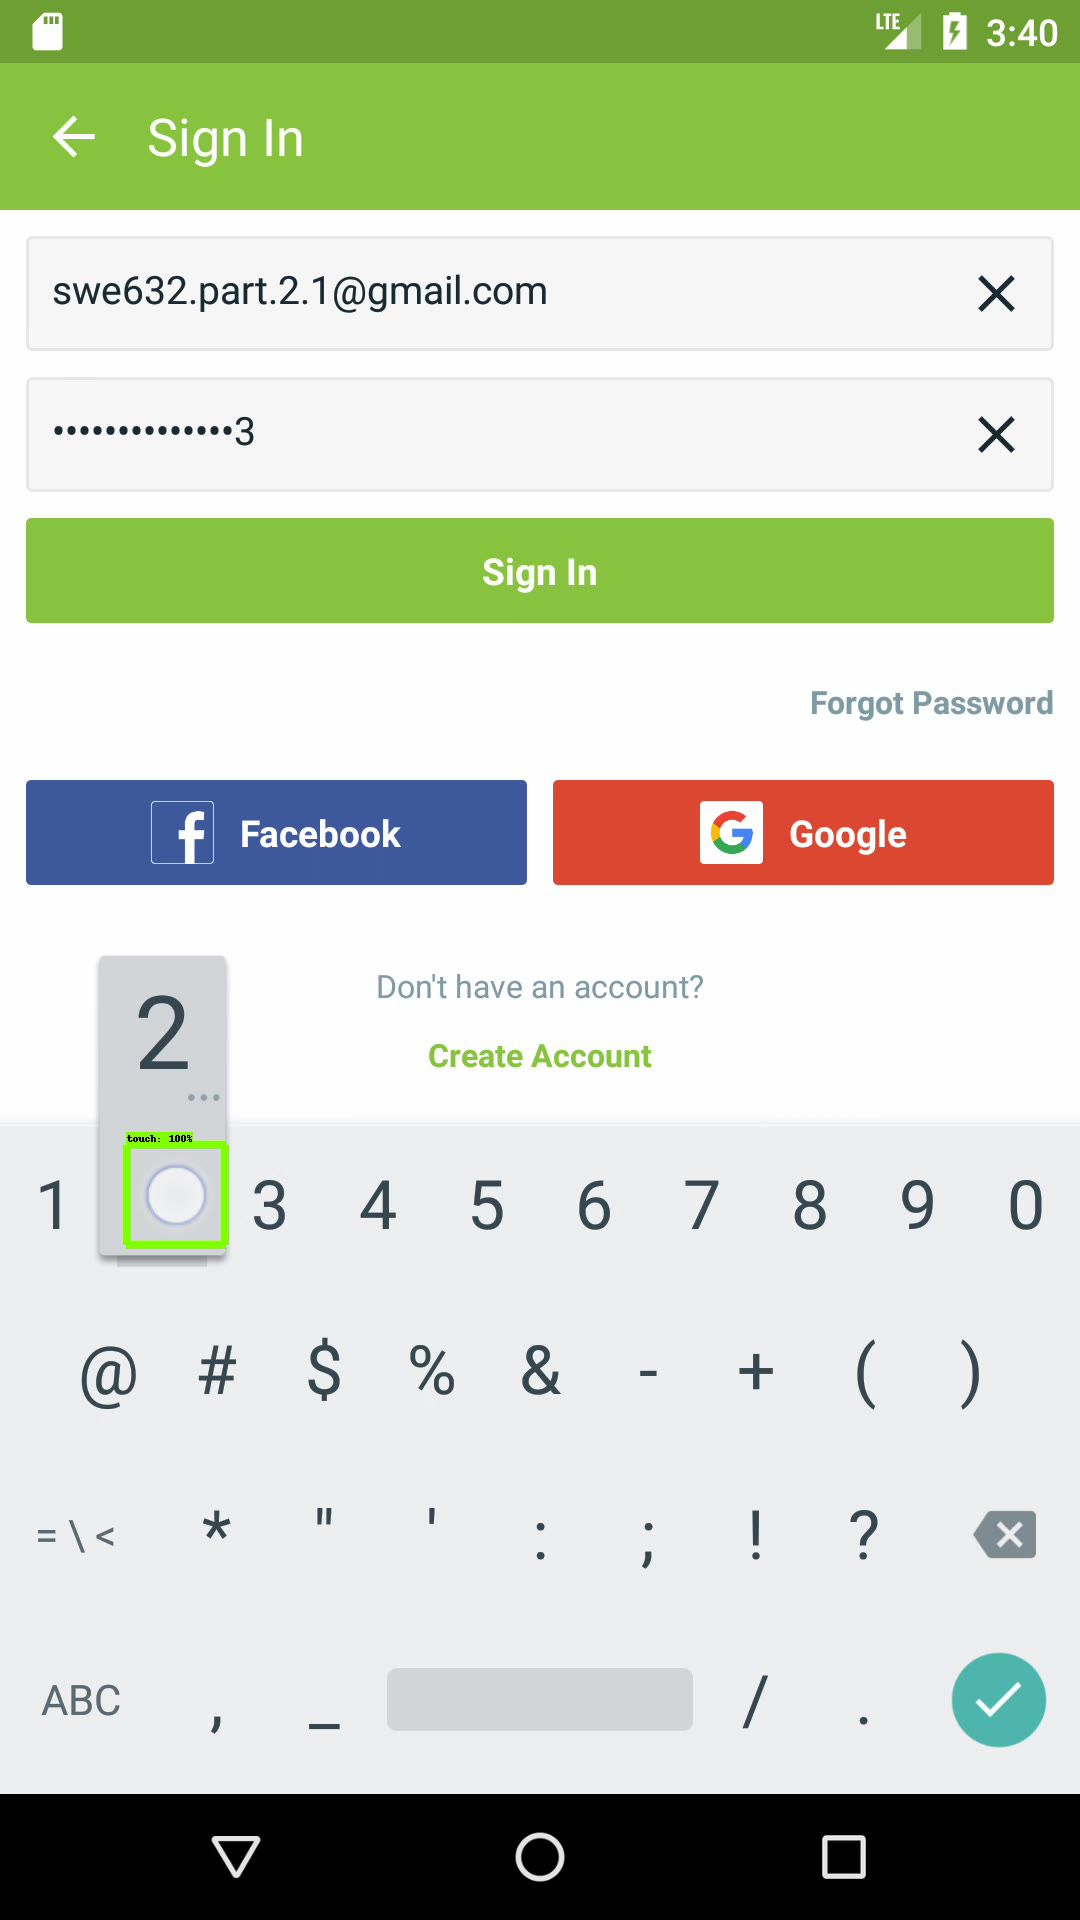 LTE 3:40
Sign In
swe632.part.2.1@gmail.com
••••••••••••••3
Sign In
Forgot Password
Facebook
Google
Don't have an account?
Create Account
2
touch: 100%
1 3 4 5 6 7 8 9 0
@ # $ % & - + ( )
= \ < * " ' : ; ! ?
ABC , _ / .